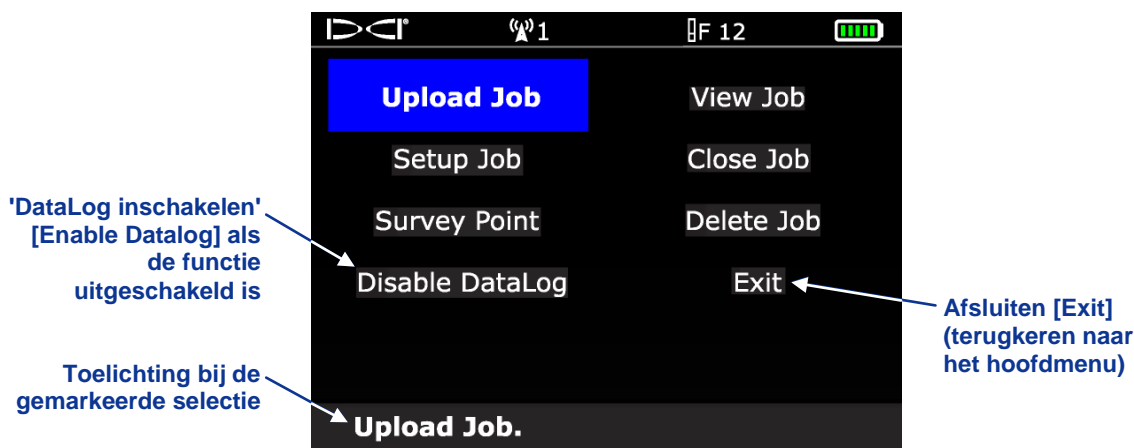 DCI
1
F 12
Upload Job
View Job
Setup Job
Close Job
Survey Point
Delete Job
Disable DataLog
Exit
Upload Job.
'DataLog inschakelen'
[Enable Datalog] als
de functie
uitgeschakeld is
Toelichting bij de
gemarkeerde selectie
Afsluiten [Exit]
(terugkeren naar
het hoofdmenu)